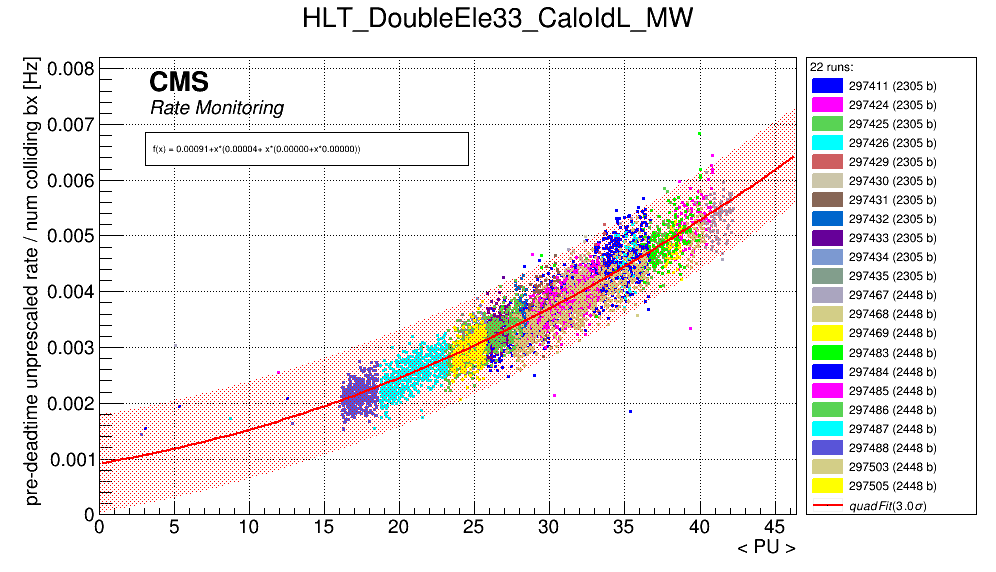 HLT_DoubleEle33_CaloIdL_MW
pre-deadtime unprescaled rate / num colliding bx [Hz]
0.008
0.007
0.006
0.005
0.004
0.003
0.002
0.001
0
CMS
Rate Monitoring
f(x) = 0.00091+x*(0.00004+ x*(0.00000+x*0.00000))
0 5 10 15 20 25 30 35 40 45
< PU >
22 runs:
297411 (2305 b)
297424 (2305 b)
297425 (2305 b)
297426 (2305 b)
297429 (2305 b)
297430 (2305 b)
297431 (2305 b)
297432 (2305 b)
297433 (2305 b)
297434 (2305 b)
297435 (2305 b)
297467 (2448 b)
297468 (2448 b)
297469 (2448 b)
297483 (2448 b)
297484 (2448 b)
297485 (2448 b)
297486 (2448 b)
297487 (2448 b)
297488 (2448 b)
297503 (2448 b)
297505 (2448 b)
quadFit(3.0σ)